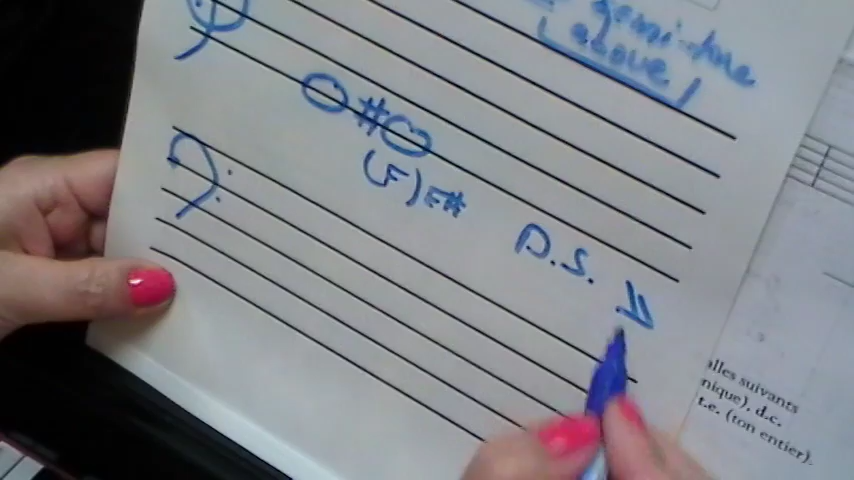 semi-tone
(above)
#
(F) F#
D.S.
alles suivants
nique), d.c.
t.e. (ton entier).